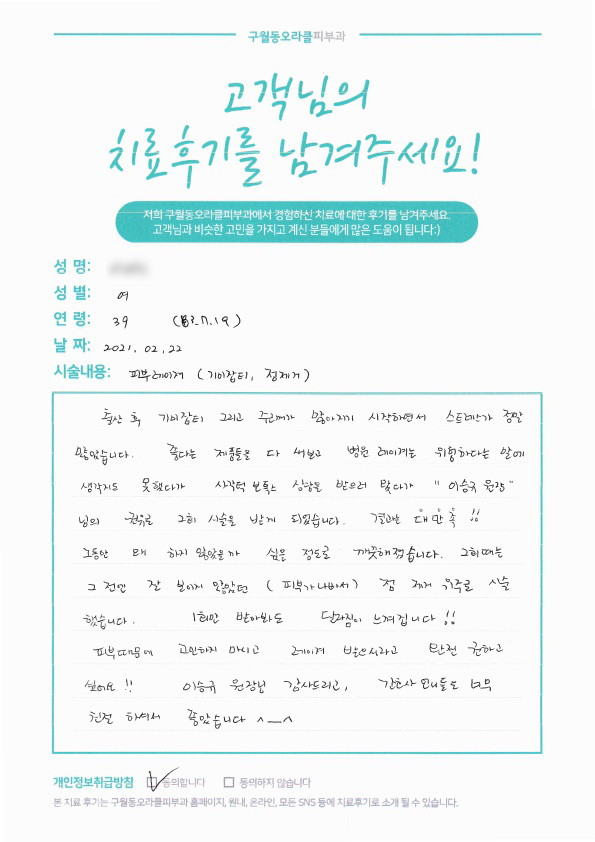 구월동오라클피부과
고객님의
치료후기를 남겨주세요!
저희 구월동오라클피부과에서 경험하신 치료에 대한 후기를 남겨주세요.
고객님과 비슷한 고민을 가지고 계신 분들에게 많은 도움이 됩니다:)
성 명:
성 별: 여
연 령: 39 (83.7.19)
날 짜: 2021. 02. 22
시술내용: 피부레이저 (기미잡티, 점제거)
출산 후 기미잡티 그리고 주근깨가 많아지기 시작하면서 스트레스가 정말
많았습니다. 좋다는 제품들을 다 써보고 병원 레이저는 위험하다는 말에
생각지도 못했다가 사각턱 보톡스 상담을 받으러 왔다가 "이승규 원장"
님의 권유로 1회 시술을 받게 되었습니다. 결과는 대만족!!
그동안 왜 하지 않았을까 싶을 정도로 깨끗해졌습니다. 2회때는
그 전엔 잘 보이지 않았던 (피부가 나빠서) 점 제거 위주로 시술
했습니다. 1회만 받아봐도 달라짐이 느껴집니다!!
피부때문에 고민하지 마시고 레이저 받으시라고 완전 권하고
싶어요!! 이승규 원장님 감사드리고, 간호사 언니들도 너무
친절 하셔서 좋았습니다 ^_^
개인정보취급방침 동의합니다 동의하지 않습니다
본 치료 후기는 구월동오라클피부과 홈페이지, 원내, 온라인, 모든 SNS 등에 치료후기로 소개 될 수 있습니다.